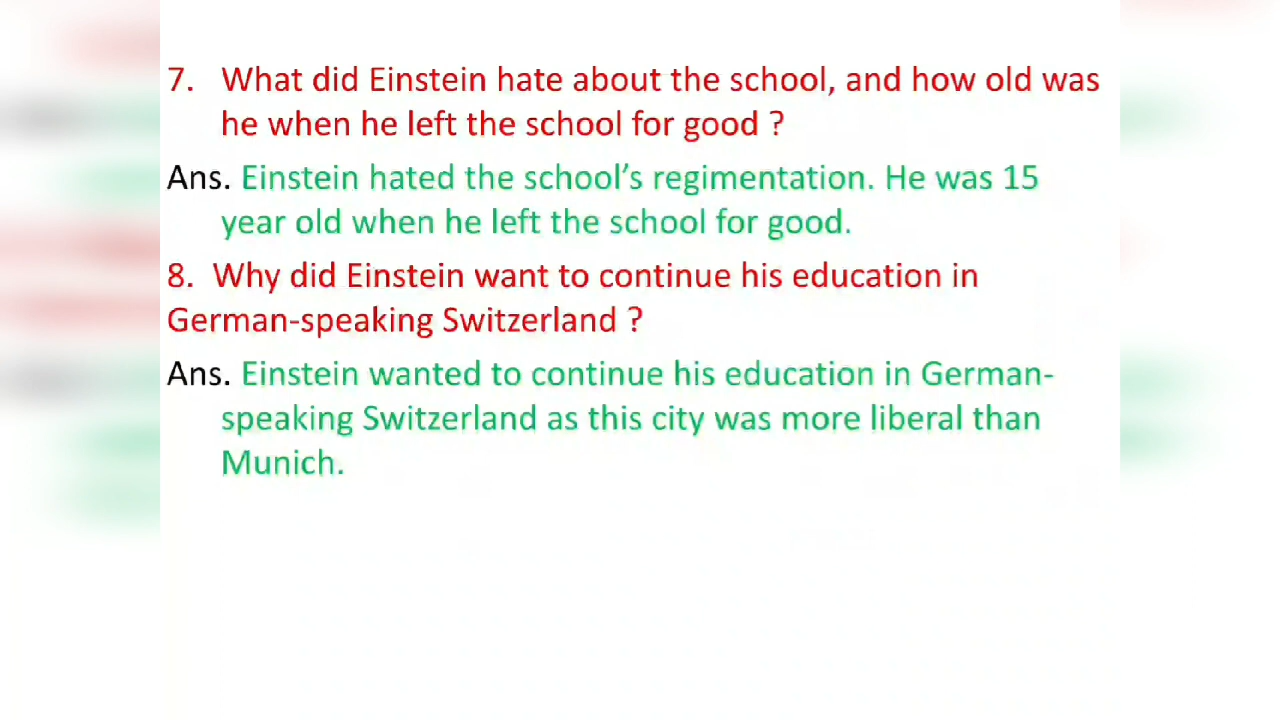 7. What did Einstein hate about the school, and how old was
he when he left the school for good ?
Ans. Einstein hated the school’s regimentation. He was 15
year old when he left the school for good.
8. Why did Einstein want to continue his education in
German-speaking Switzerland ?
Ans. Einstein wanted to continue his education in German-
speaking Switzerland as this city was more liberal than
Munich.